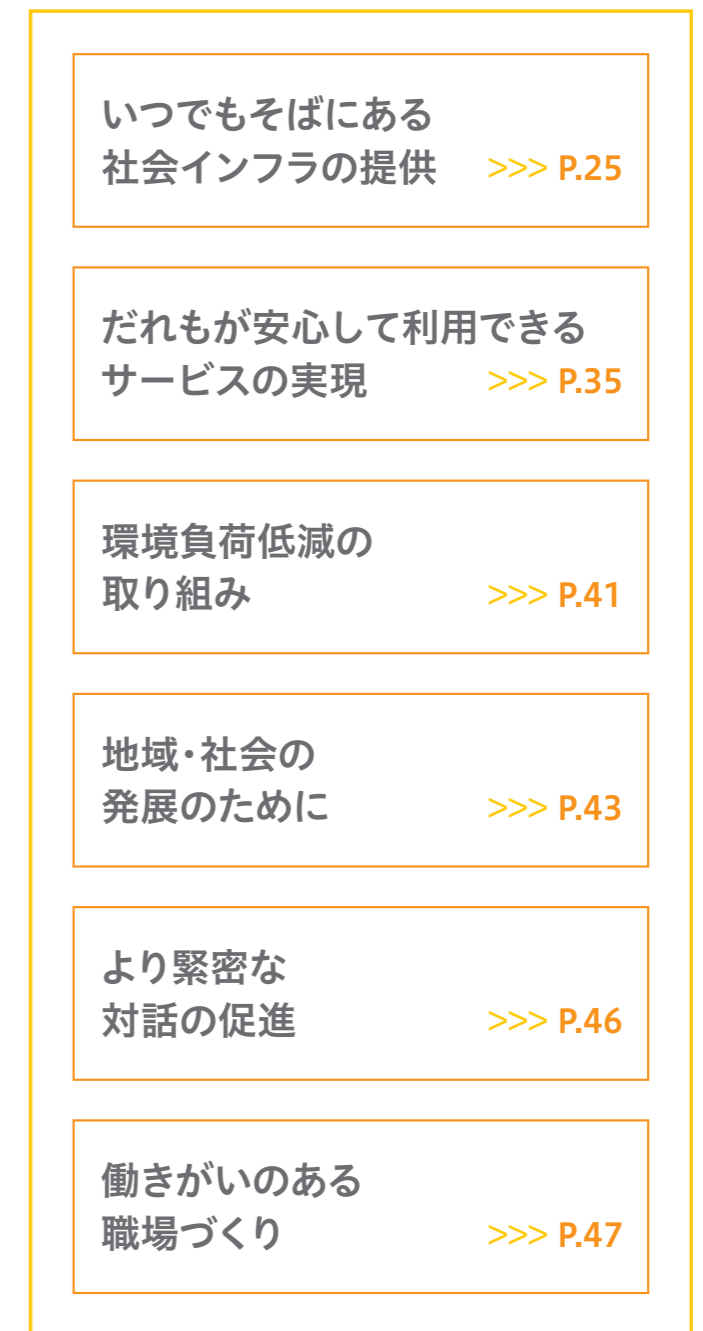 いつでもそばにある
社会インフラの提供 >>> P.25
だれもが安心して利用できる
サービスの実現 >>> P.35
環境負荷低減の
取り組み >>> P.41
地域・社会の
発展のために >>> P.43
より緊密な
対話の促進 >>> P.46
働きがいのある
職場づくり >>> P.47